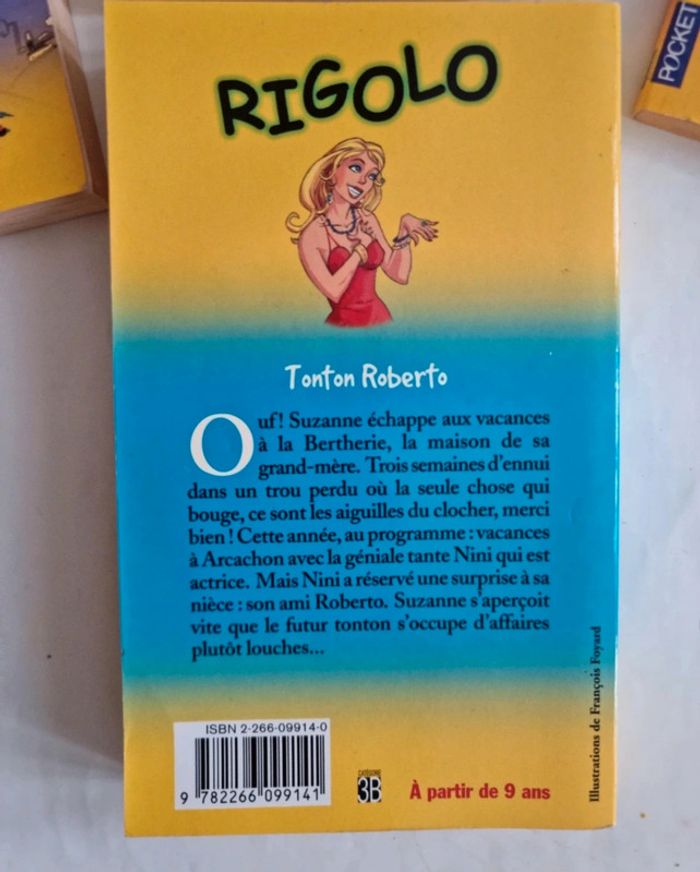 POCKET
RIGOLO
Tonton Roberto
Ouf! Suzanne échappe aux vacances
à la Bertherie, la maison de sa
grand-mère. Trois semaines d'ennui
dans un trou perdu où la seule chose qui
bouge, ce sont les aiguilles du clocher, merci
bien ! Cette année, au programme : vacances
à Arcachon avec la géniale tante Nini qui est
actrice. Mais Nini a réservé une surprise à sa
nièce : son ami Roberto. Suzanne s'aperçoit
vite que le futur tonton s'occupe d'affaires
plutôt louches...
Illustrations de François Foyard
ISBN 2-266-09914-0
9 782266 099141
CATÉGORIE
3B
À partir de 9 ans